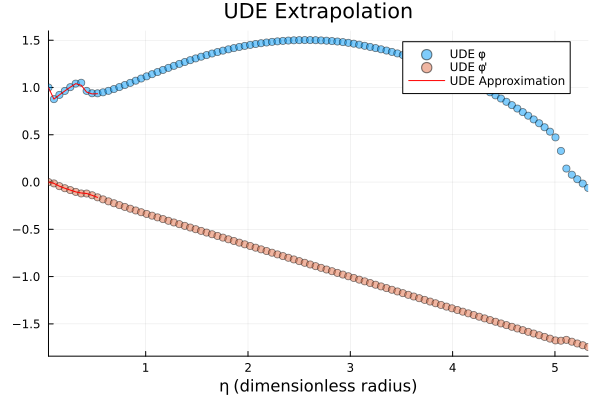 UDE Extrapolation
1.5
1.0
0.5
0.0
−0.5
−1.0
−1.5
UDE φ
UDE φ'
UDE Approximation
1
2
3
4
5
η (dimensionless radius)